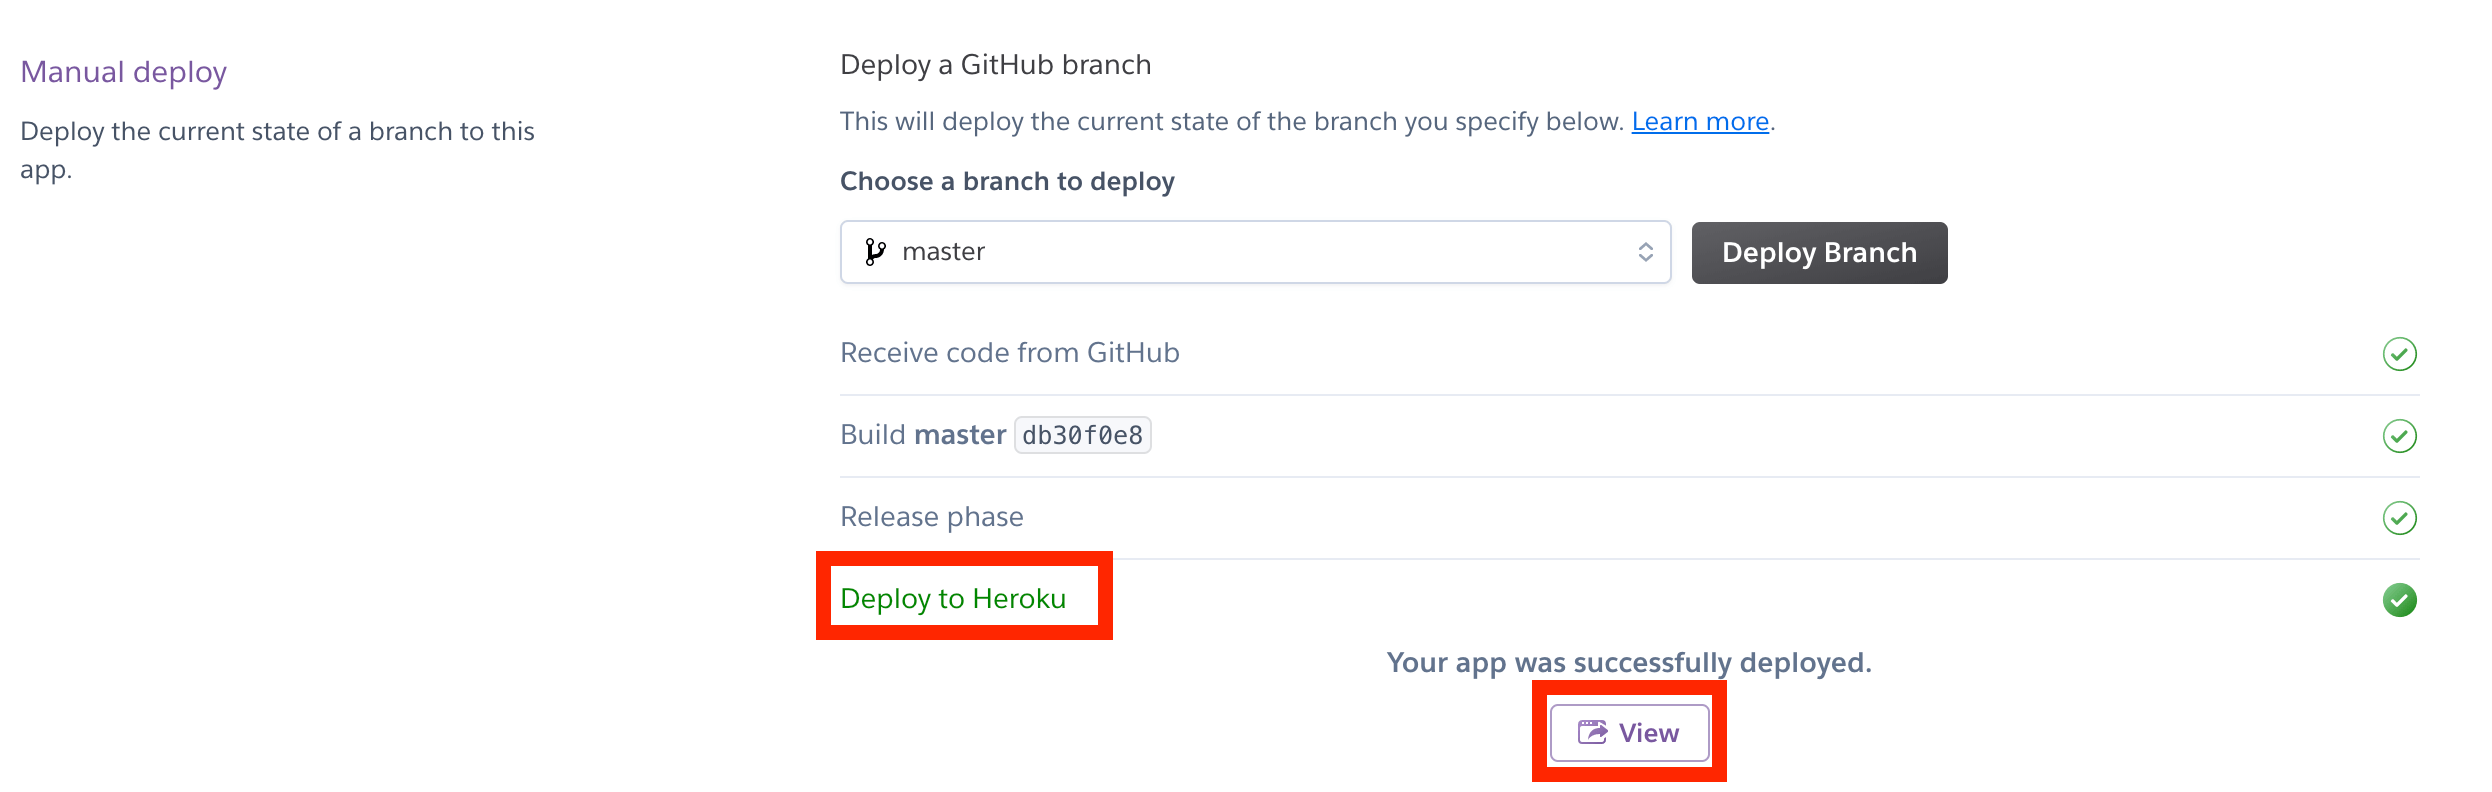 Manual deploy
Deploy the current state of a branch to this
app.
Deploy a GitHub branch
This will deploy the current state of the branch you specify below. Learn more.
Choose a branch to deploy
master
Deploy Branch
Receive code from GitHub
Build master db30f0e8
Release phase
Deploy to Heroku
Your app was successfully deployed.
View